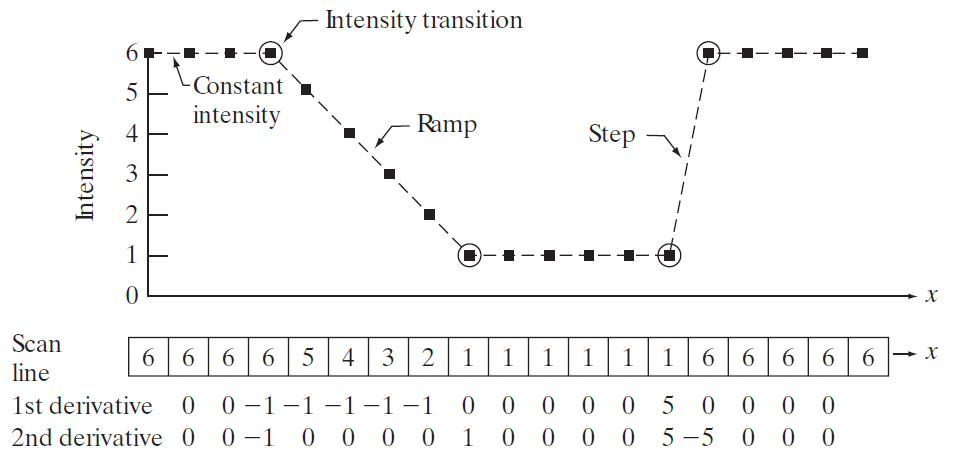 Intensity transition
6
Constant
intensity
5
Ramp
4
Step
Intensity
3
2
1
0
x
Scan
line
6 6 6 6 5 4 3 2 1 1 1 1 1 1 6 6 6 6 6 x
1st derivative 0 0 −1 −1 −1 −1 −1 0 0 0 0 0 5 0 0 0 0
2nd derivative 0 0 −1 0 0 0 0 1 0 0 0 0 5 −5 0 0 0